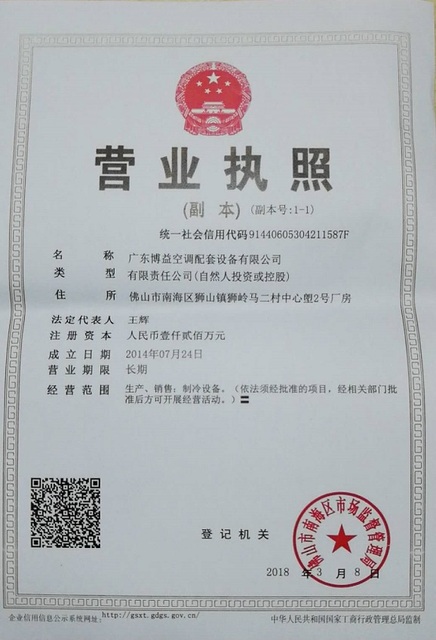 营业执照
(副 本) (副本号:1-1)
统一社会信用代码91440605304211587F
名 称 广东博益空调配套设备有限公司
类 型 有限责任公司(自然人投资或控股)
住 所 佛山市南海区狮山镇狮岭马二村中心塱2号厂房
法定代表人 王辉
注册资本 人民币壹仟贰佰万元
成立日期 2014年07月24日
营业期限 长期
经营范围 生产、销售:制冷设备。(依法须经批准的项目,经相关部门批
准后方可开展经营活动。)〓
佛山市南海区市场监督管理局
登记机关
2018 年 3 月 8 日
企业信用信息公示系统网址: http://gsxt.gdgs.gov.cn/
中华人民共和国国家工商行政管理总局监制